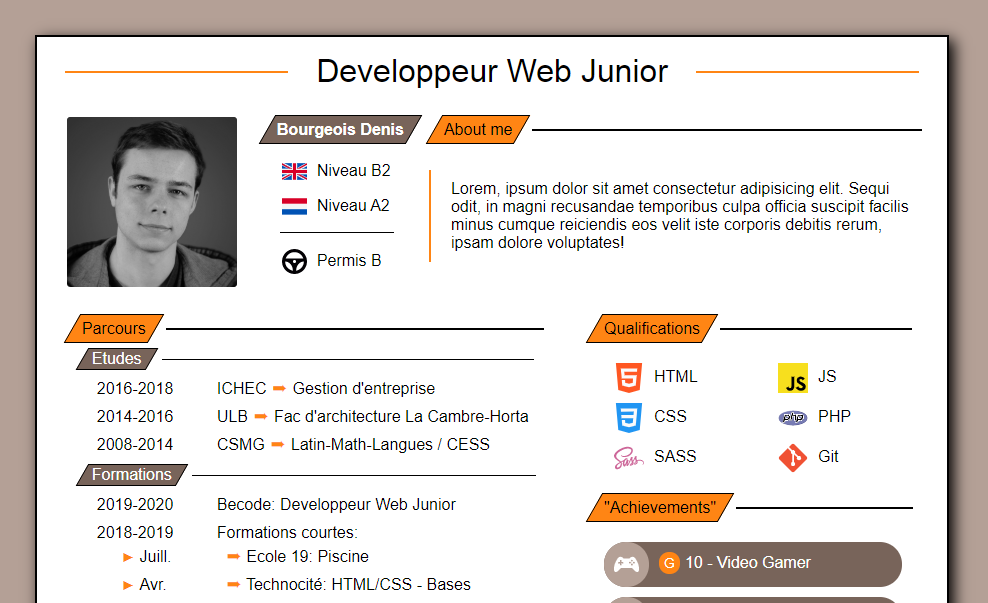 Developpeur Web Junior
Bourgeois Denis
About me
Niveau B2
Niveau A2
Permis B
Lorem, ipsum dolor sit amet consectetur adipisicing elit. Sequi
odit, in magni recusandae temporibus culpa officia suscipit facilis
minus cumque reiciendis eos velit iste corporis debitis rerum,
ipsam dolore voluptates!
Parcours
Etudes
2016-2018 ICHEC ➡ Gestion d'entreprise
2014-2016 ULB ➡ Fac d'architecture La Cambre-Horta
2008-2014 CSMG ➡ Latin-Math-Langues / CESS
Formations
2019-2020 Becode: Developpeur Web Junior
2018-2019 Formations courtes:
► Juill. ➡ Ecole 19: Piscine
► Avr. ➡ Technocité: HTML/CSS - Bases
Qualifications
HTML
JS JS
CSS
php PHP
Sass SASS
Git
"Achievements"
G 10 - Video Gamer